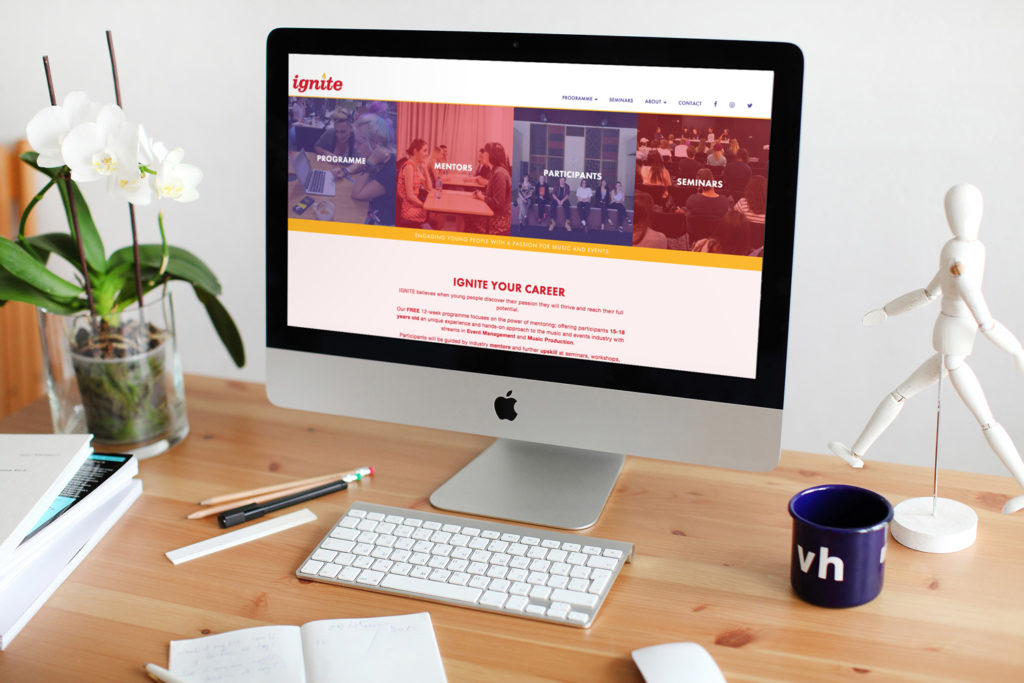 ignite
PROGRAMME SEMINARS ABOUT CONTACT
PROGRAMME
MENTORS
PARTICIPANTS
SEMINARS
ENGAGING YOUNG PEOPLE WITH A PASSION FOR MUSIC AND EVENTS
IGNITE YOUR CAREER
IGNITE believes when young people discover their passion they will thrive and reach their full
potential.
Our FREE 12-week programme focuses on the power of mentoring; offering participants 15-18
years old an unique experience and hands-on approach to the music and events industry with
streams in Event Management and Music Production.
Participants will be guided by industry mentors and further upskill at seminars, workshops,
vh